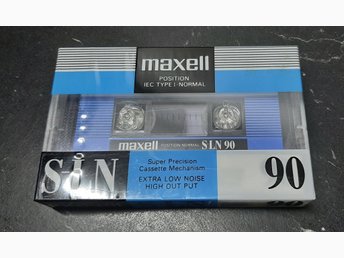 maxell
POSITION
IEC TYPE I·NORMAL
maxell POSITION NORMAL SLN 90
SLN
Super Precision
Cassette Mechanism
EXTRA LOW NOISE
HIGH OUT PUT
90